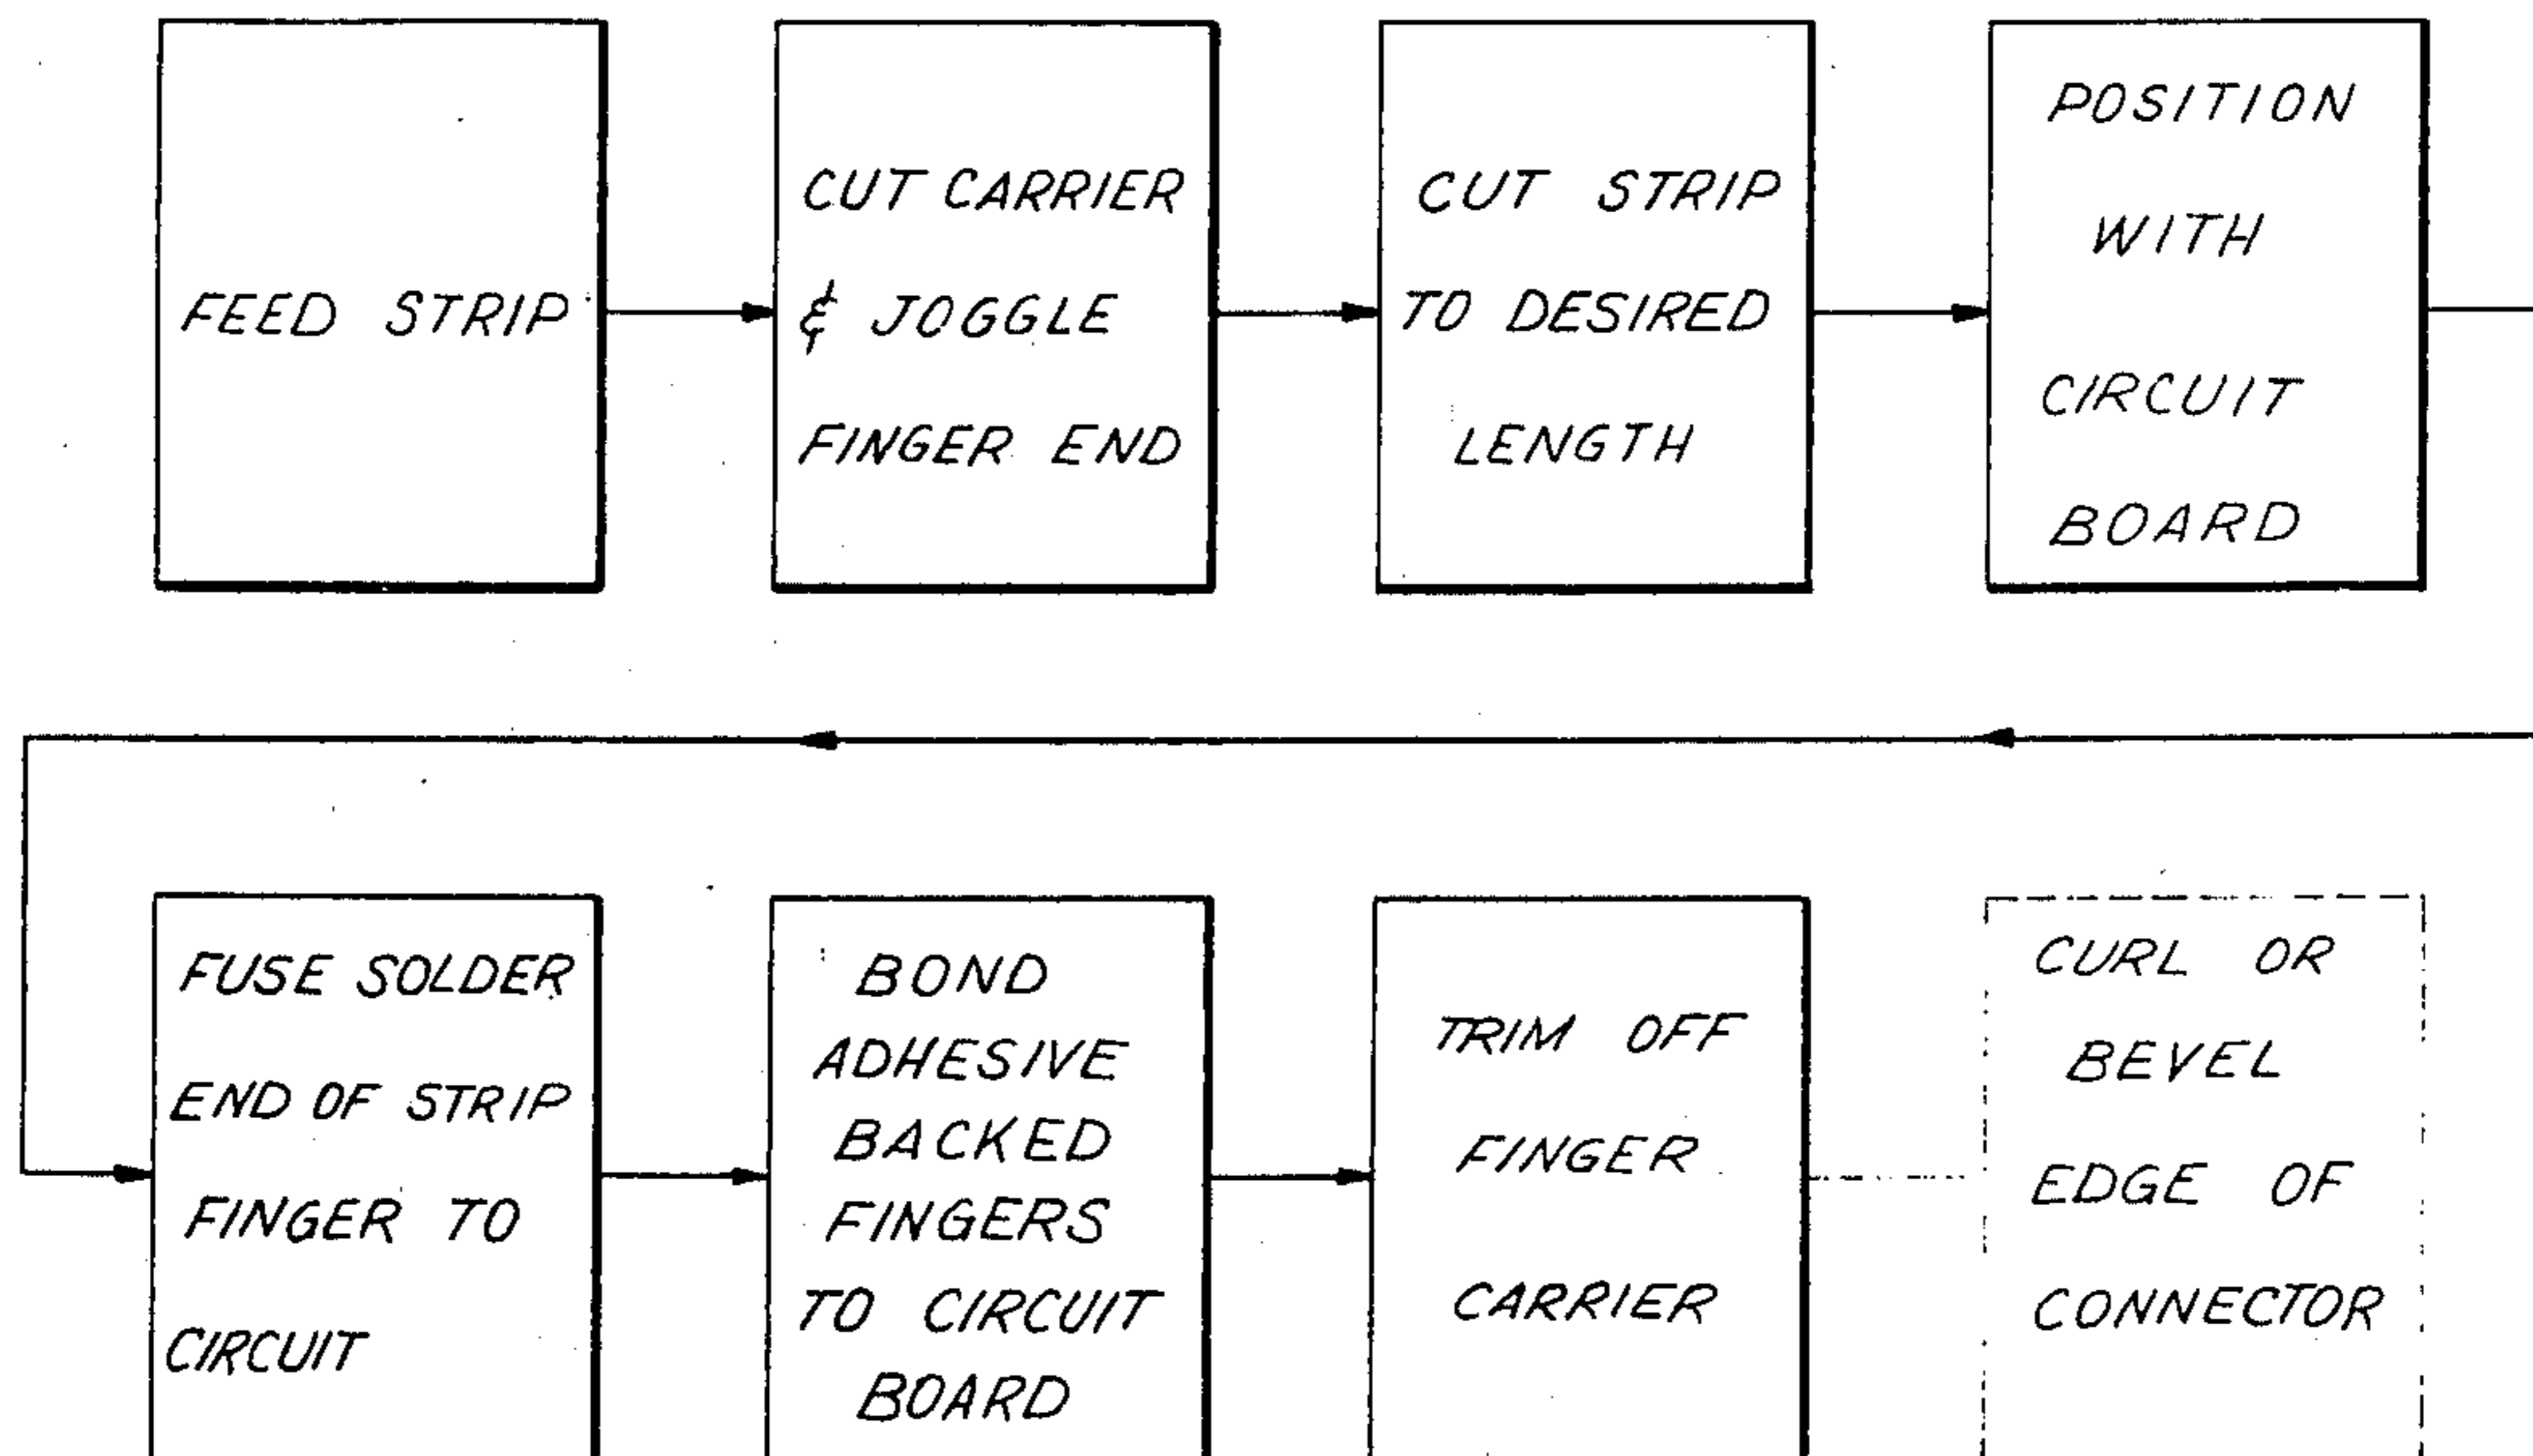 FEED STRIP
CUT CARRIER
& JOGGLE
FINGER END
CUT STRIP
TO DESIRED
LENGTH
POSITION
WITH
CIRCUIT
BOARD
FUSE SOLDER
END OF STRIP
FINGER TO
CIRCUIT
BOND
ADHESIVE
BACKED
FINGERS
TO CIRCUIT
BOARD
TRIM OFF
FINGER
CARRIER
CURL OR
BEVEL
EDGE OF
CONNECTOR